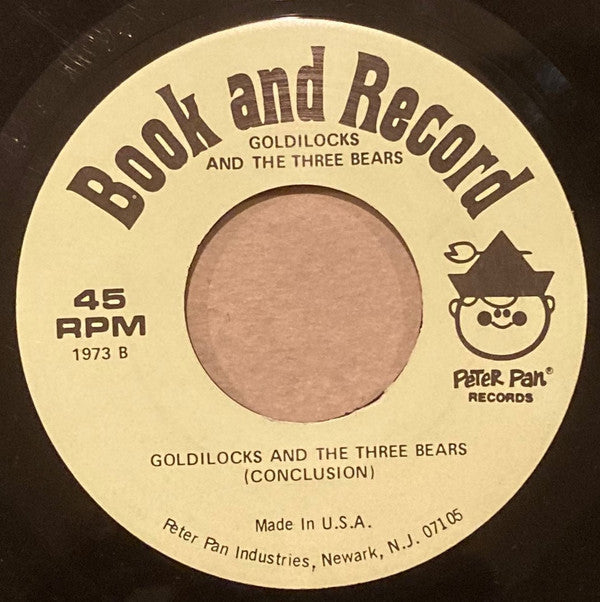 Book and Record
GOLDILOCKS
AND THE THREE BEARS
45
RPM
1973 B
PETER PAN®
RECORDS
GOLDILOCKS AND THE THREE BEARS
(CONCLUSION)
Made In U.S.A.
Peter Pan Industries, Newark, N.J. 07105